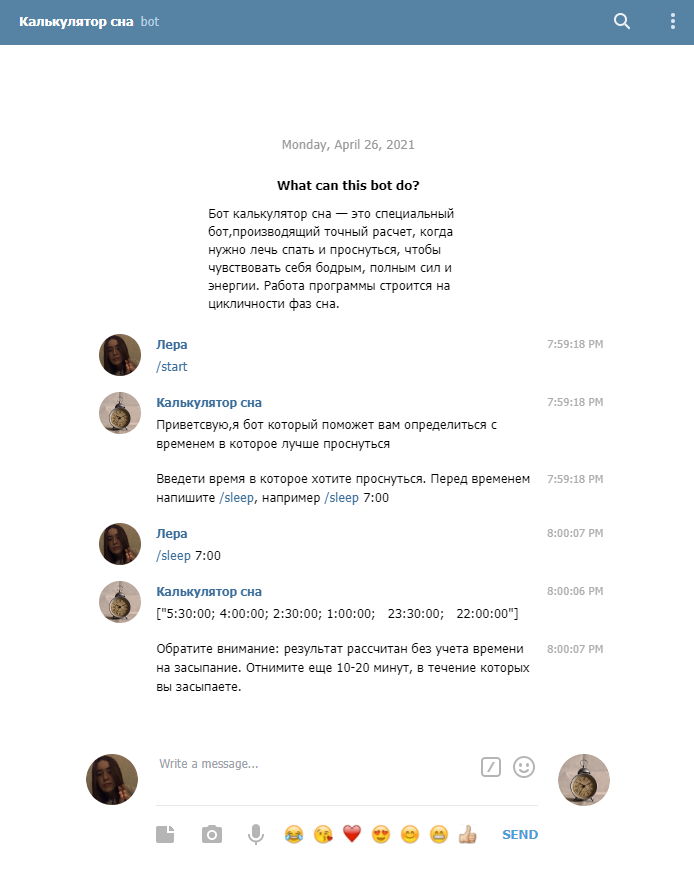 Калькулятор сна bot
Monday, April 26, 2021
What can this bot do?
Бот калькулятор сна — это специальный
бот,производящий точный расчет, когда
нужно лечь спать и проснуться, чтобы
чувствовать себя бодрым, полным сил и
энергии. Работа программы строится на
цикличности фаз сна.
Лера 7:59:18 PM
/start
Калькулятор сна 7:59:18 PM
Приветсвую,я бот который поможет вам определиться с
временем в которое лучше проснуться
Введети время в которое хотите проснуться. Перед временем 7:59:18 PM
напишите /sleep, например /sleep 7:00
Лера 8:00:07 PM
/sleep 7:00
Калькулятор сна 8:00:06 PM
["5:30:00; 4:00:00; 2:30:00; 1:00:00;   23:30:00;   22:00:00"]
Обратите внимание: результат рассчитан без учета времени 8:00:07 PM
на засыпание. Отнимите еще 10-20 минут, в течение которых
вы засыпаете.
Write a message...
SEND